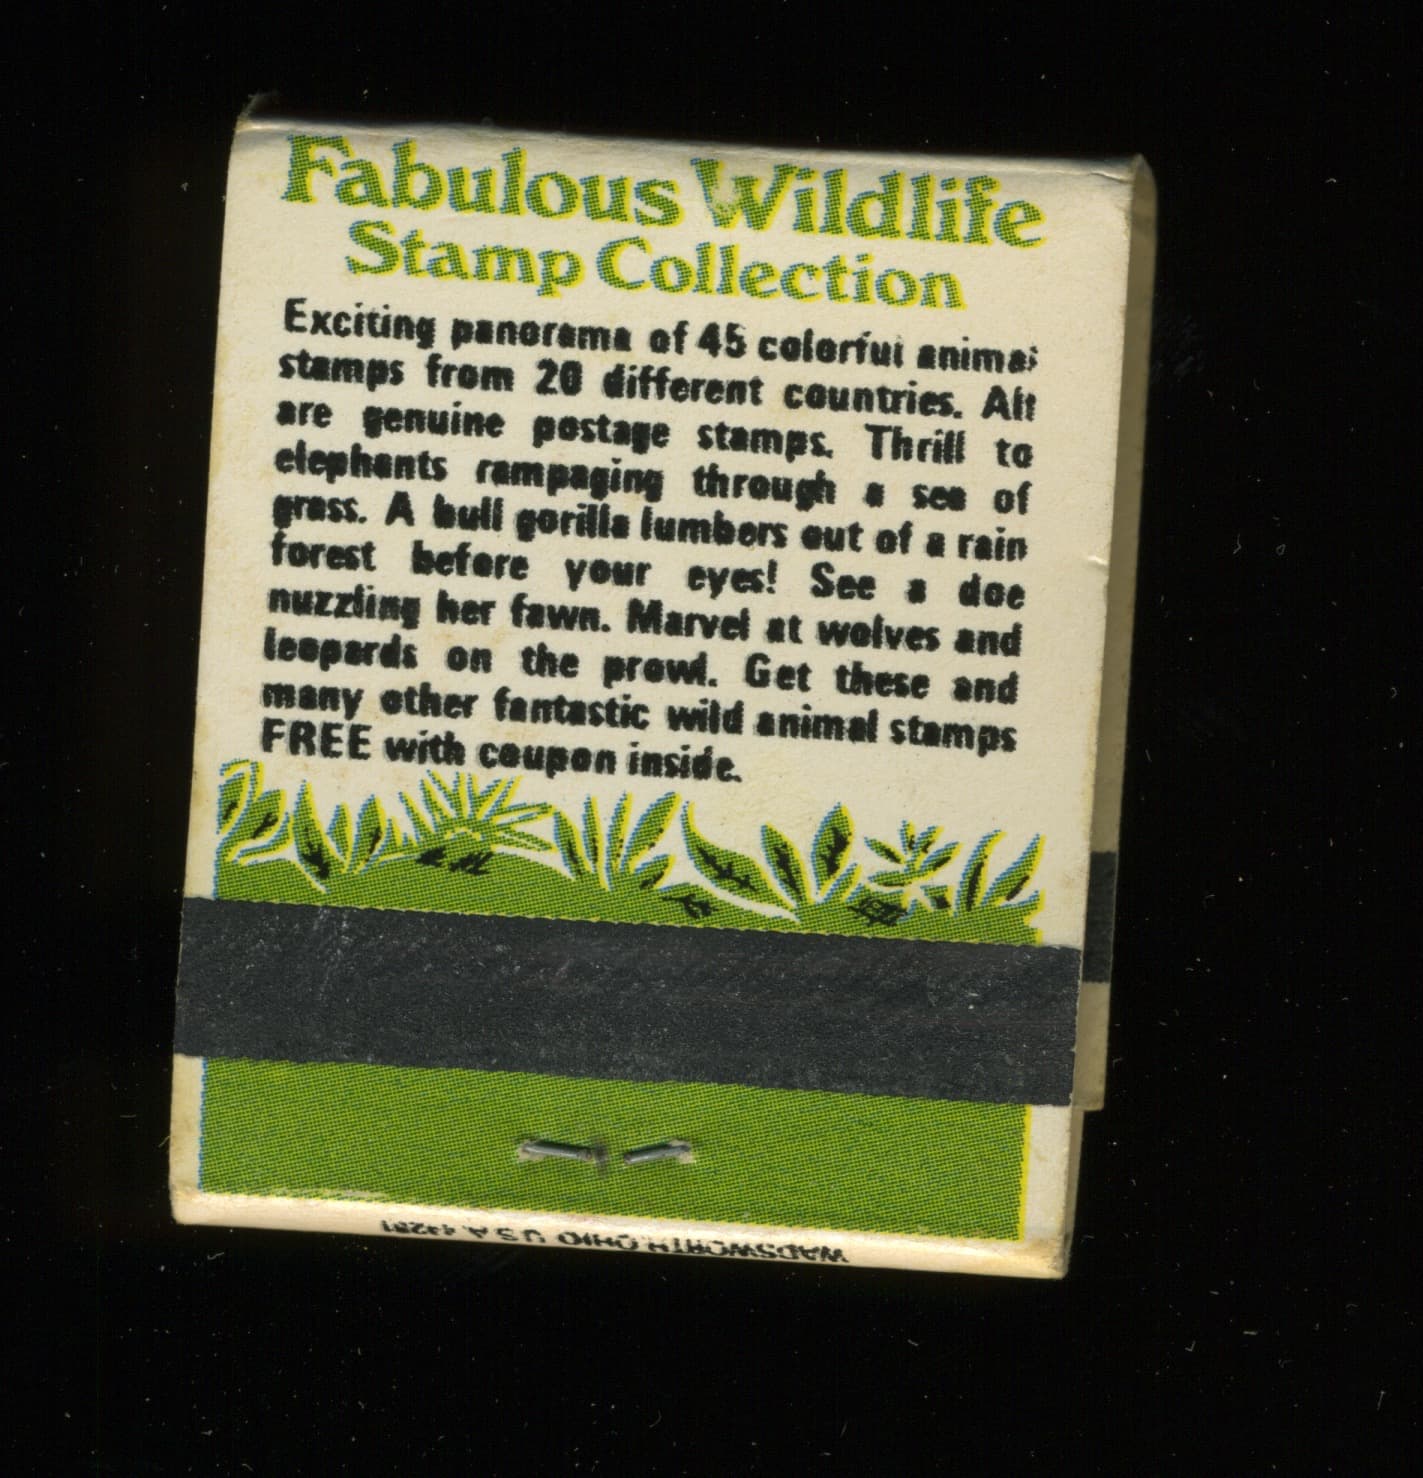 Fabulous Wildlife
Stamp Collection
Exciting panorama of 45 colorful animal
stamps from 20 different countries. All
are genuine postage stamps. Thrill to
elephants rampaging through a sea of
grass. A bull gorilla lumbers out of a rain
forest before your eyes! See a doe
nuzzling her fawn. Marvel at wolves and
leopards on the prowl. Get these and
many other fantastic wild animal stamps
FREE with coupon inside.
WADSWORTH, OHIO U.S.A. 44281